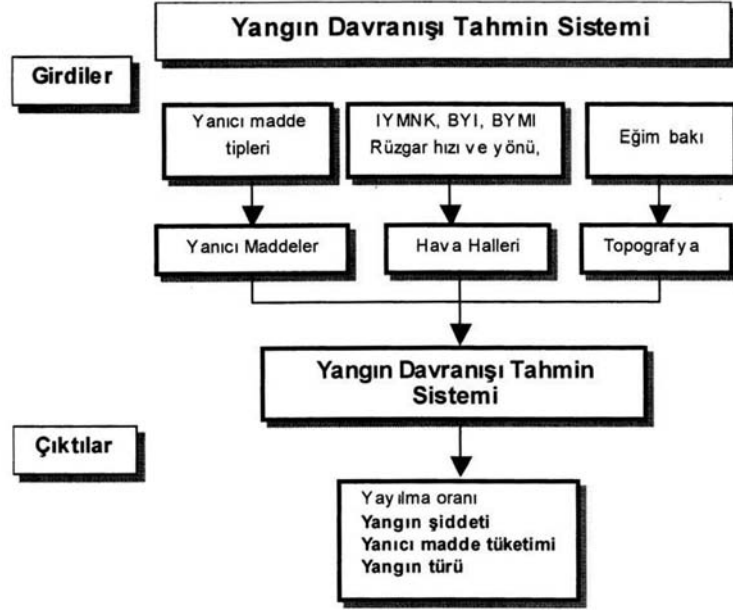 Yangın Davranışı Tahmin Sistemi
Girdiler
Yanıcı madde
tipleri
IYMNK, BYI, BYMI
Rüzgar hızı ve yönü,
Eğim bakı
Yanıcı Maddeler
Hava Halleri
Topografya
Yangın Davranışı Tahmin
Sistemi
Çıktılar
Yayılma oranı
Yangın şiddeti
Yanıcı madde tüketimi
Yangın türü